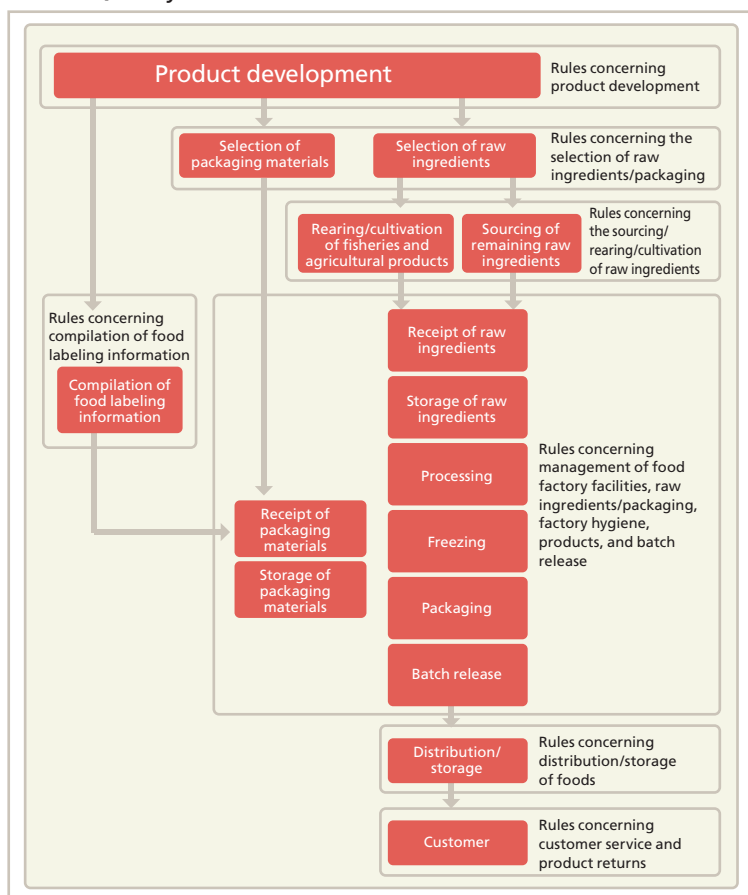 Product development
Rules concerning
product development
Selection of
packaging materials
Selection of raw
ingredients
Rules concerning the
selection of raw
ingredients/packaging
Rearing/cultivation
of fisheries and
agricultural products
Sourcing of
remaining raw
ingredients
Rules concerning
the sourcing/
rearing/cultivation
of raw ingredients
Rules concerning
compilation of food
labeling information
Compilation of
food labeling
information
Receipt of raw
ingredients
Storage of raw
ingredients
Processing
Rules concerning
management of food
factory facilities, raw
ingredients/packaging,
factory hygiene,
products, and batch
release
Receipt of
packaging
materials
Freezing
Storage of
packaging
materials
Packaging
Batch release
Distribution/
storage
Rules concerning
distribution/storage
of foods
Customer
Rules concerning
customer service and
product returns